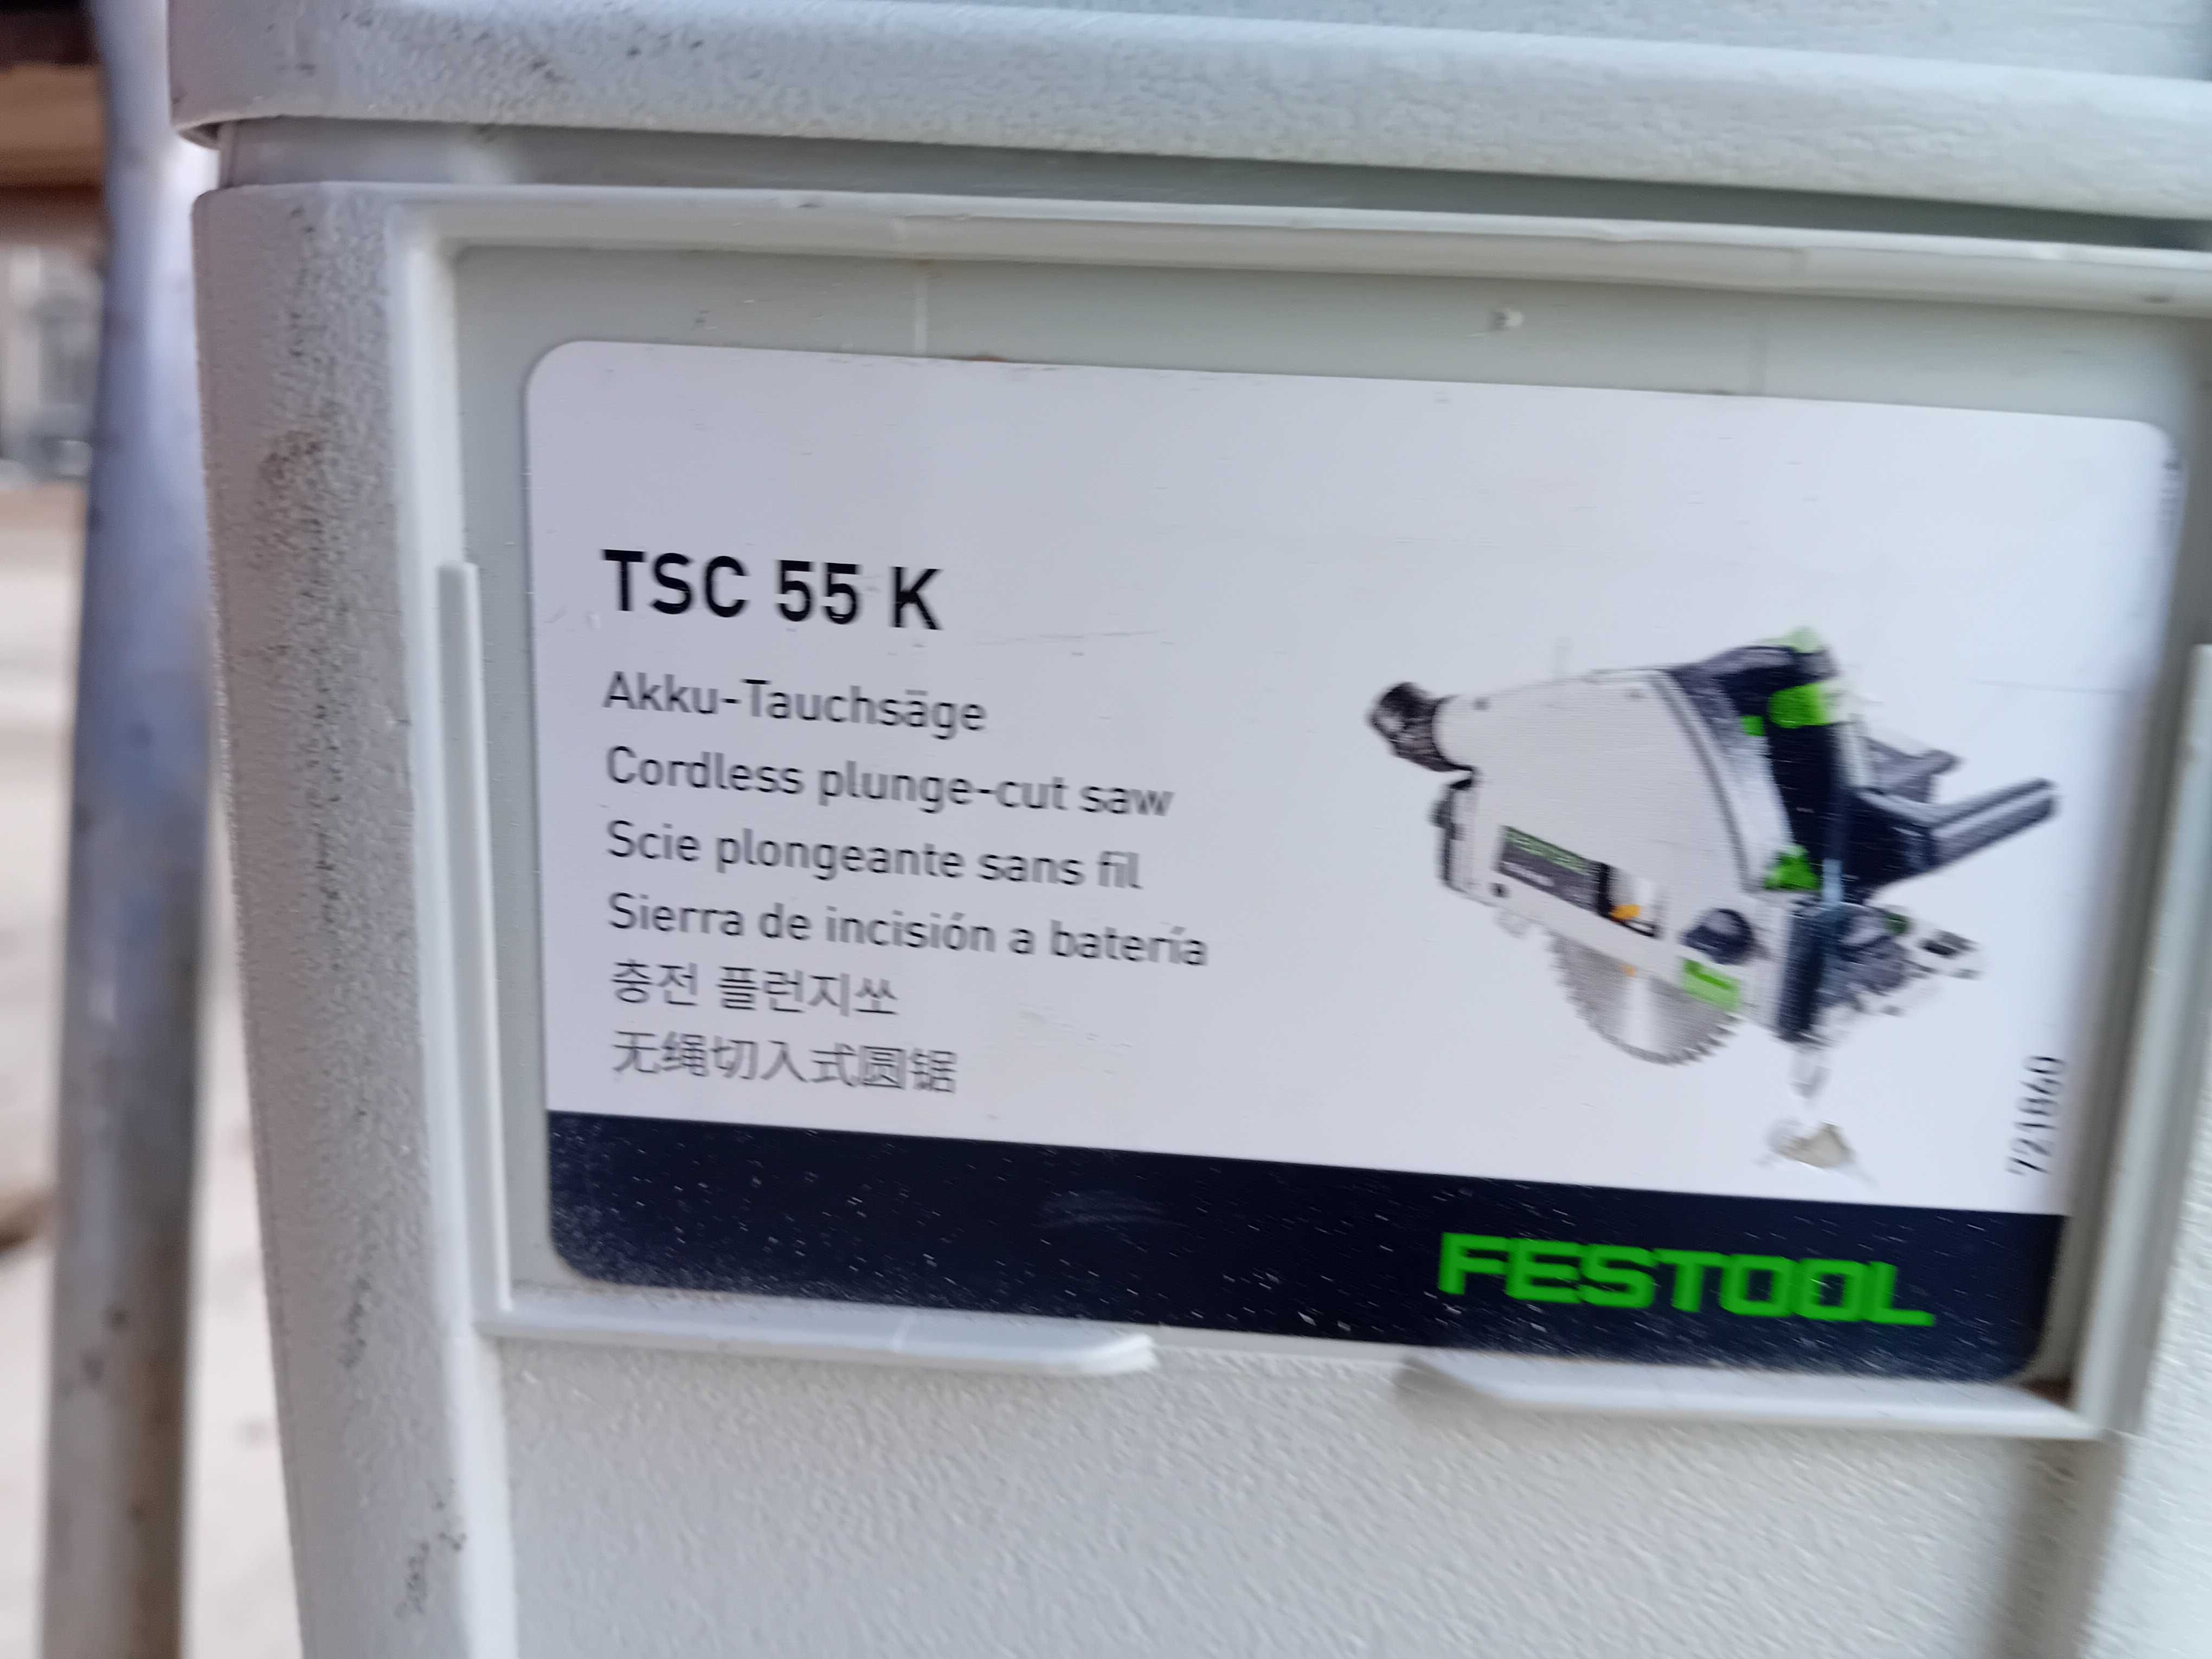 TSC 55 K
Akku-Tauchsäge
Cordless plunge-cut saw
Scie plongeante sans fil
Sierra de incisión a batería
충전 플런지쏘
无绳切入式圆锯
721860
FESTOOL